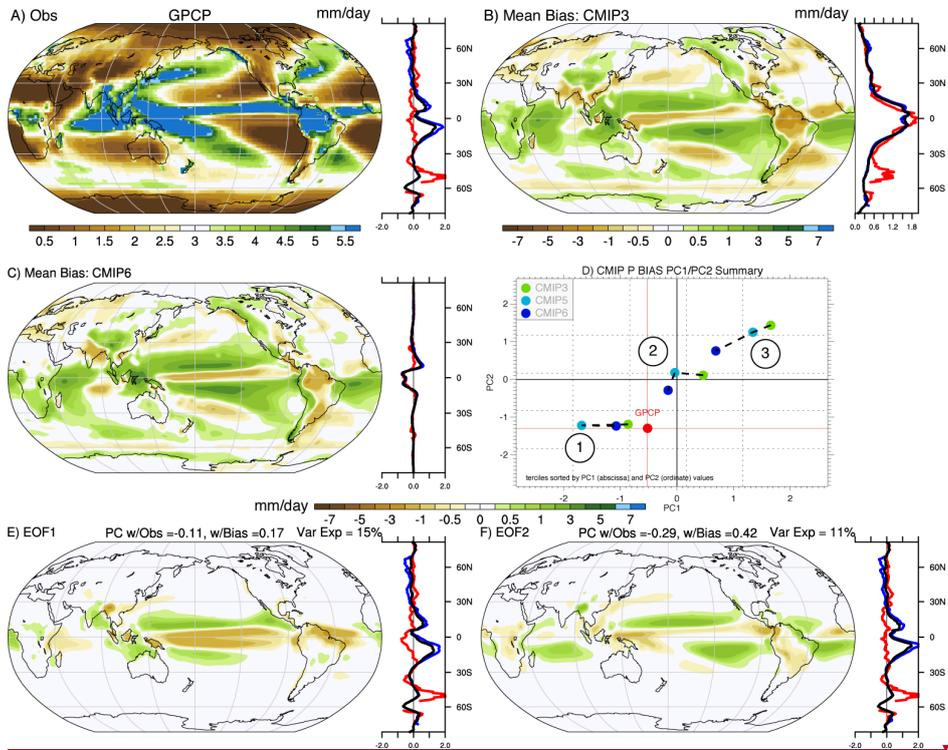 A) Obs GPCP mm/day
60N
30N
0
30S
60S
-2.0 0.0 2.0
0.5 1 1.5 2 2.5 3 3.5 4 4.5 5 5.5
B) Mean Bias: CMIP3 mm/day
60N
30N
0
30S
60S
0.0 0.6 1.2 1.8
-7 -5 -3 -1 -0.5 0 0.5 1 3 5 7
C) Mean Bias: CMIP6
60N
30N
0
30S
60S
-2.0 0.0 2.0
D) CMIP P BIAS PC1/PC2 Summary
CMIP3
CMIP5
CMIP6
2
1
0
-1
-2
PC2
1
2
3
GPCP
terciles sorted by PC1 (abscissa) and PC2 (ordinate) values
-2 -1 0 1 2
PC1
mm/day
-7 -5 -3 -1 -0.5 0 0.5 1 3 5 7
E) EOF1 PC w/Obs =-0.11, w/Bias =0.17 Var Exp = 15%
60N
30N
0
30S
60S
-2.0 0.0 2.0
F) EOF2 PC w/Obs =-0.29, w/Bias =0.42 Var Exp = 11%
60N
30N
0
30S
60S
-2.0 0.0 2.0